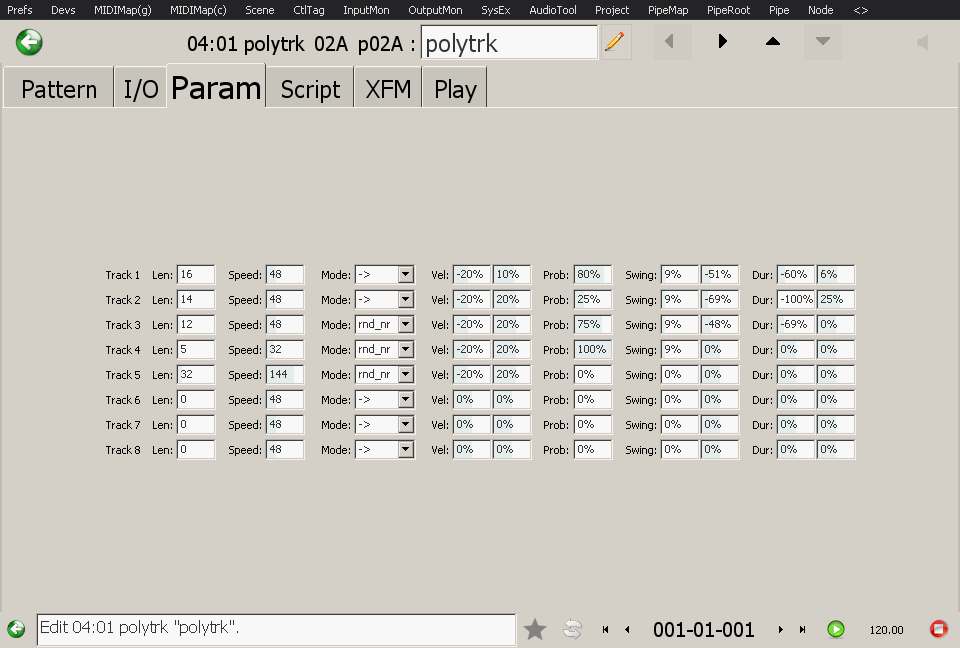 Prefs Devs MIDIMap(g) MIDIMap(c) Scene CtlTag InputMon OutputMon SysEx AudioTool Project PipeMap PipeRoot Pipe Node <>
04:01 polytrk 02A p02A : polytrk
Pattern I/O Param Script XFM Play
Track 1 Len: 16 Speed: 48 Mode: -> Vel: -20% 10% Prob: 80% Swing: 9% -51% Dur: -60% 6%
Track 2 Len: 14 Speed: 48 Mode: -> Vel: -20% 20% Prob: 25% Swing: 9% -69% Dur: -100% 25%
Track 3 Len: 12 Speed: 48 Mode: rnd_nr Vel: -20% 20% Prob: 75% Swing: 9% -48% Dur: -69% 0%
Track 4 Len: 5 Speed: 32 Mode: rnd_nr Vel: -20% 20% Prob: 100% Swing: 9% 0% Dur: 0% 0%
Track 5 Len: 32 Speed: 144 Mode: rnd_nr Vel: -20% 20% Prob: 0% Swing: 0% 0% Dur: 0% 0%
Track 6 Len: 0 Speed: 48 Mode: -> Vel: 0% 0% Prob: 0% Swing: 0% 0% Dur: 0% 0%
Track 7 Len: 0 Speed: 48 Mode: -> Vel: 0% 0% Prob: 0% Swing: 0% 0% Dur: 0% 0%
Track 8 Len: 0 Speed: 48 Mode: -> Vel: 0% 0% Prob: 0% Swing: 0% 0% Dur: 0% 0%
Edit 04:01 polytrk "polytrk". 001-01-001 120.00